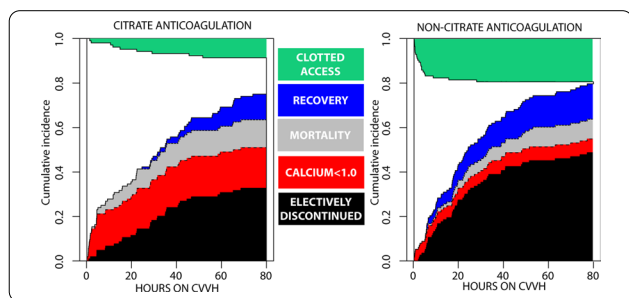 CITRATE ANTICOAGULATION
NON-CITRATE ANTICOAGULATION
Cumulative incidence
1.0
0.8
0.6
0.4
0.2
0.0
0
20
40
60
80
HOURS ON CVVH
CLOTTED
ACCESS
RECOVERY
MORTALITY
CALCIUM<1.0
ELECTIVELY
DISCONTINUED
Cumulative incidence
1.0
0.8
0.6
0.4
0.2
0.0
0
20
40
60
80
HOURS ON CVVH